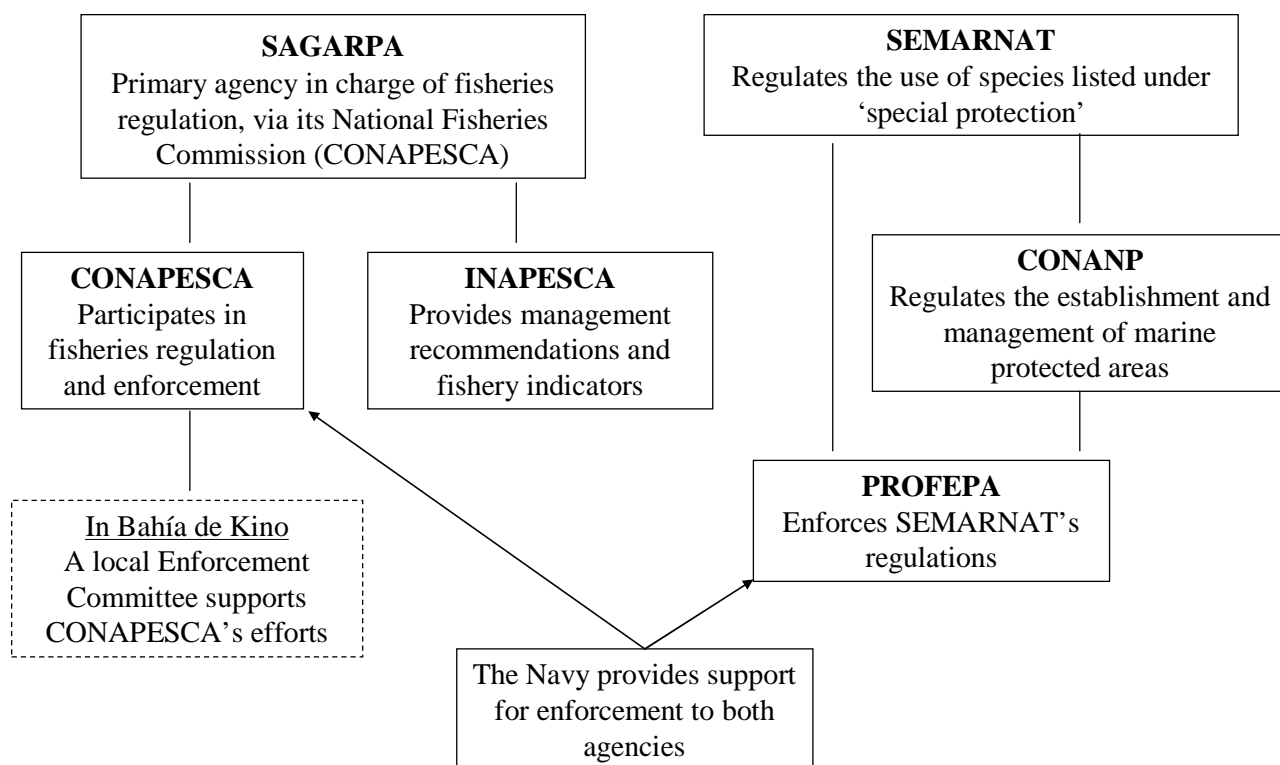 SAGARPA
Primary agency in charge of fisheries
regulation, via its National Fisheries
Commission (CONAPESCA)
SEMARNAT
Regulates the use of species listed under
‘special protection’
CONAPESCA
Participates in
fisheries regulation
and enforcement
INAPESCA
Provides management
recommendations and
fishery indicators
CONANP
Regulates the establishment and
management of marine
protected areas
In Bahía de Kino
A local Enforcement
Committee supports
CONAPESCA’s efforts
PROFEPA
Enforces SEMARNAT’s
regulations
The Navy provides support
for enforcement to both
agencies